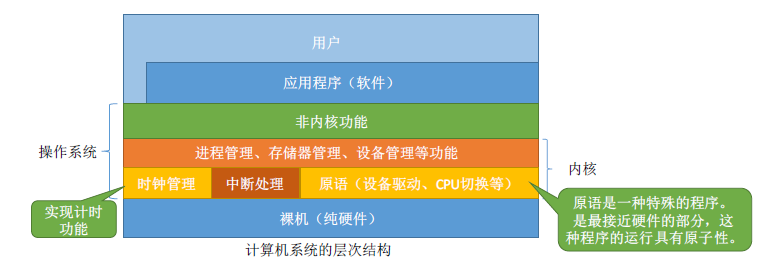 用户
应用程序（软件）
非内核功能
操作系统
进程管理、存储器管理、设备管理等功能
内核
时钟管理
中断处理
原语（设备驱动、CPU切换等）
实现计时
功能
裸机（纯硬件）
原语是一种特殊的程序。
是最接近硬件的部分，这
种程序的运行具有原子性。
计算机系统的层次结构